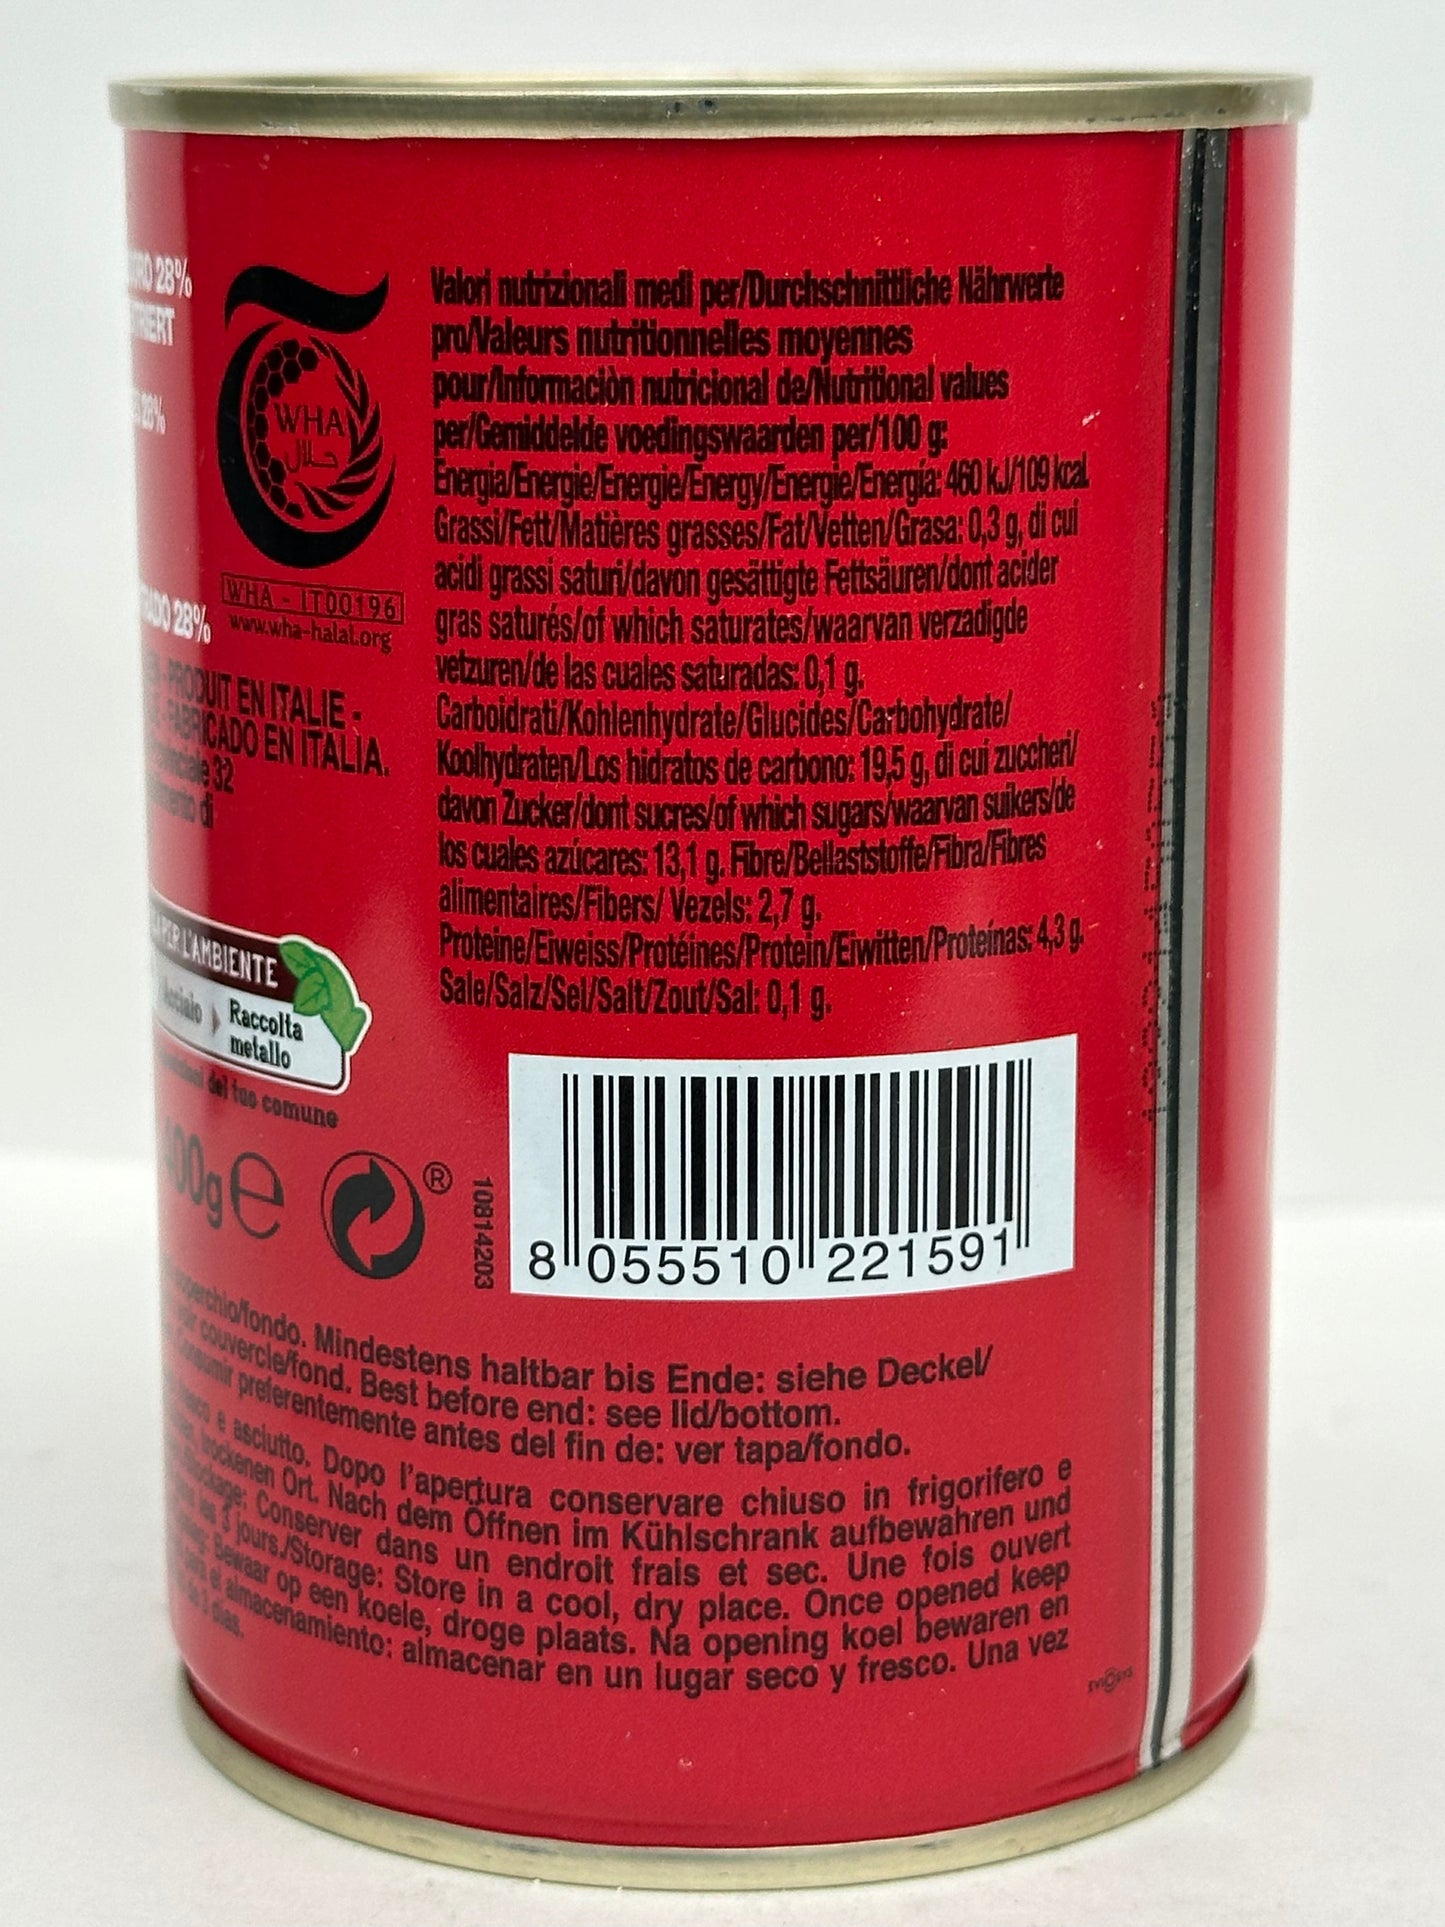 28%
WHA
حلال
WHA - IT00196
www.wha-halal.org
28%
PRODUIT EN ITALIE -
FABRICADO EN ITALIA.
32
di
Valori nutrizionali medi per/Durchschnittliche Nährwerte
pro/Valeurs nutritionnelles moyennes
pour/Informaciòn nutricional de/Nutritional values
per/Gemiddelde voedingswaarden per/100 g:
Energia/Energie/Energie/Energy/Energie/Energía: 460 kJ/109 kcal.
Grassi/Fett/Matières grasses/Fat/Vetten/Grasa: 0,3 g, di cui
acidi grassi saturi/davon gesättigte Fettsäuren/dont acider
gras saturés/of which saturates/waarvan verzadigde
vetzuren/de las cuales saturadas: 0,1 g.
Carboidrati/Kohlenhydrate/Glucides/Carbohydrate/
Koolhydraten/Los hidratos de carbono: 19,5 g, di cui zuccheri/
davon Zucker/dont sucres/of which sugars/waarvan suikers/de
los cuales azúcares: 13,1 g. Fibre/Bellaststoffe/Fibra/Fibres
alimentaires/Fibers/ Vezels: 2,7 g.
Proteine/Eiweiss/Protéines/Protein/Eiwitten/Proteínas: 4,3 g.
Sale/Salz/Sel/Salt/Zout/Sal: 0,1 g.
PER L'AMBIENTE
Raccolta
metallo
del tuo comune
400g e
®
10814203
8 055510 221591
/fondo. Mindestens haltbar bis Ende: siehe Deckel/
couvercle/fond. Best before end: see lid/bottom.
Consumir preferentemente antes del fin de: ver tapa/fondo.
e asciutto. Dopo l'apertura conservare chiuso in frigorifero e
trockenen Ort. Nach dem Öffnen im Kühlschrank aufbewahren und
Conserver dans un endroit frais et sec. Une fois ouvert
les 3 jours./Storage: Store in a cool, dry place. Once opened keep
Bewaar op een koele, droge plaats. Na opening koel bewaren en
el almacenamiento: almacenar en un lugar seco y fresco. Una vez
3 días.
EVIOSYS